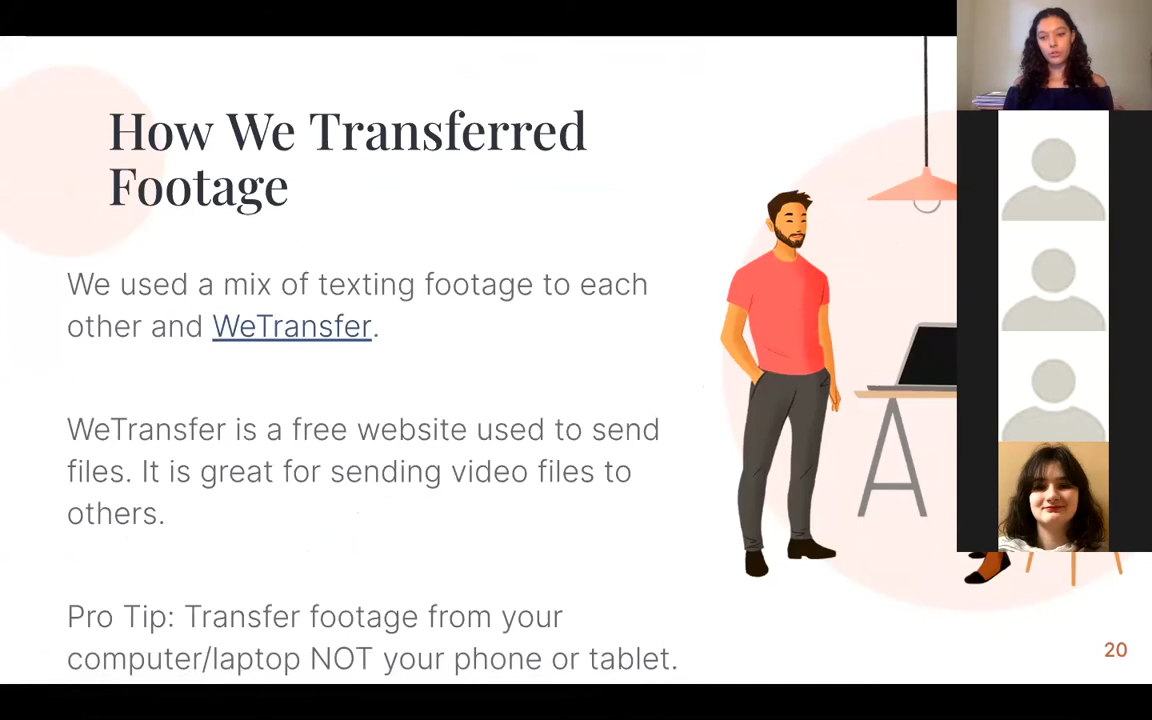 How We Transferred
Footage
We used a mix of texting footage to each
other and WeTransfer.
WeTransfer is a free website used to send
files. It is great for sending video files to
others.
Pro Tip: Transfer footage from your
computer/laptop NOT your phone or tablet.
20